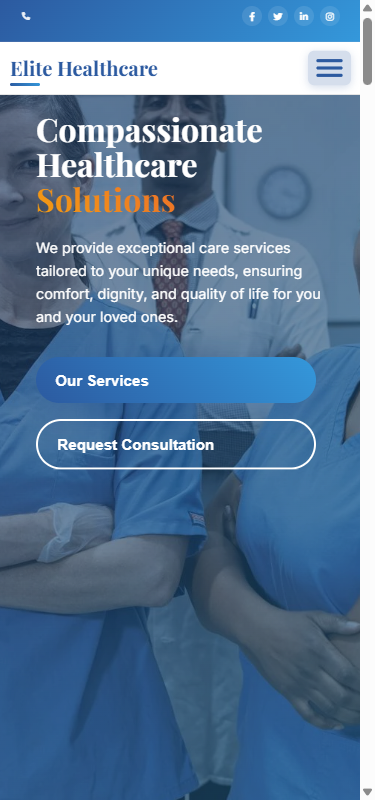 Elite Healthcare
Compassionate
Healthcare
Solutions
We provide exceptional care services
tailored to your unique needs, ensuring
comfort, dignity, and quality of life for you
and your loved ones.
Our Services
Request Consultation